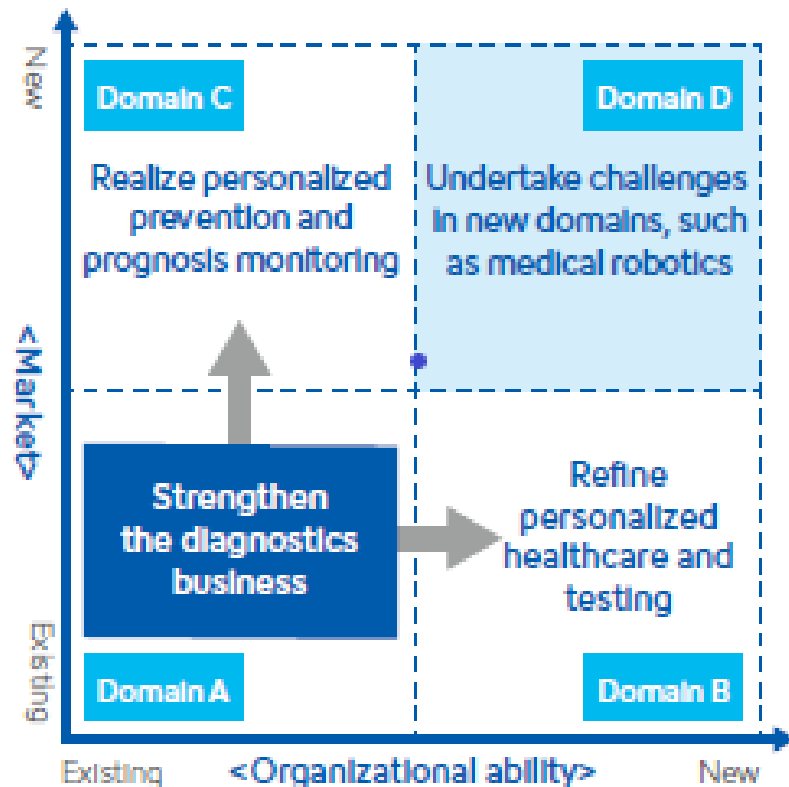 New
Domain C
Domain D
Realize personalized
prevention and
prognosis monitoring
Undertake challenges
in new domains, such
as medical robotics
<Market>
Strengthen
the diagnostics
business
Refine
personalized
healthcare and
testing
Existing
Domain A
Domain B
Existing
<Organizational ability>
New